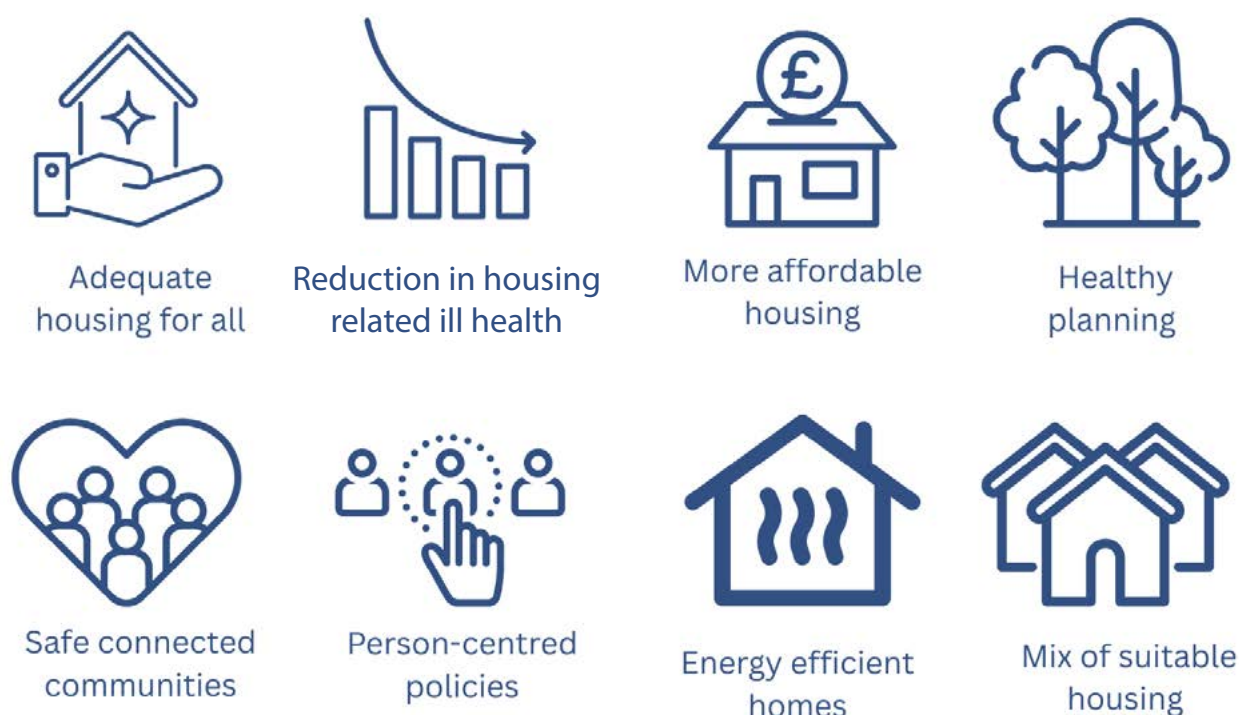 £
Adequate
housing for all
Reduction in housing
related ill health
More affordable
housing
Healthy
planning
Safe connected
communities
Person-centred
policies
Energy efficient
homes
Mix of suitable
housing